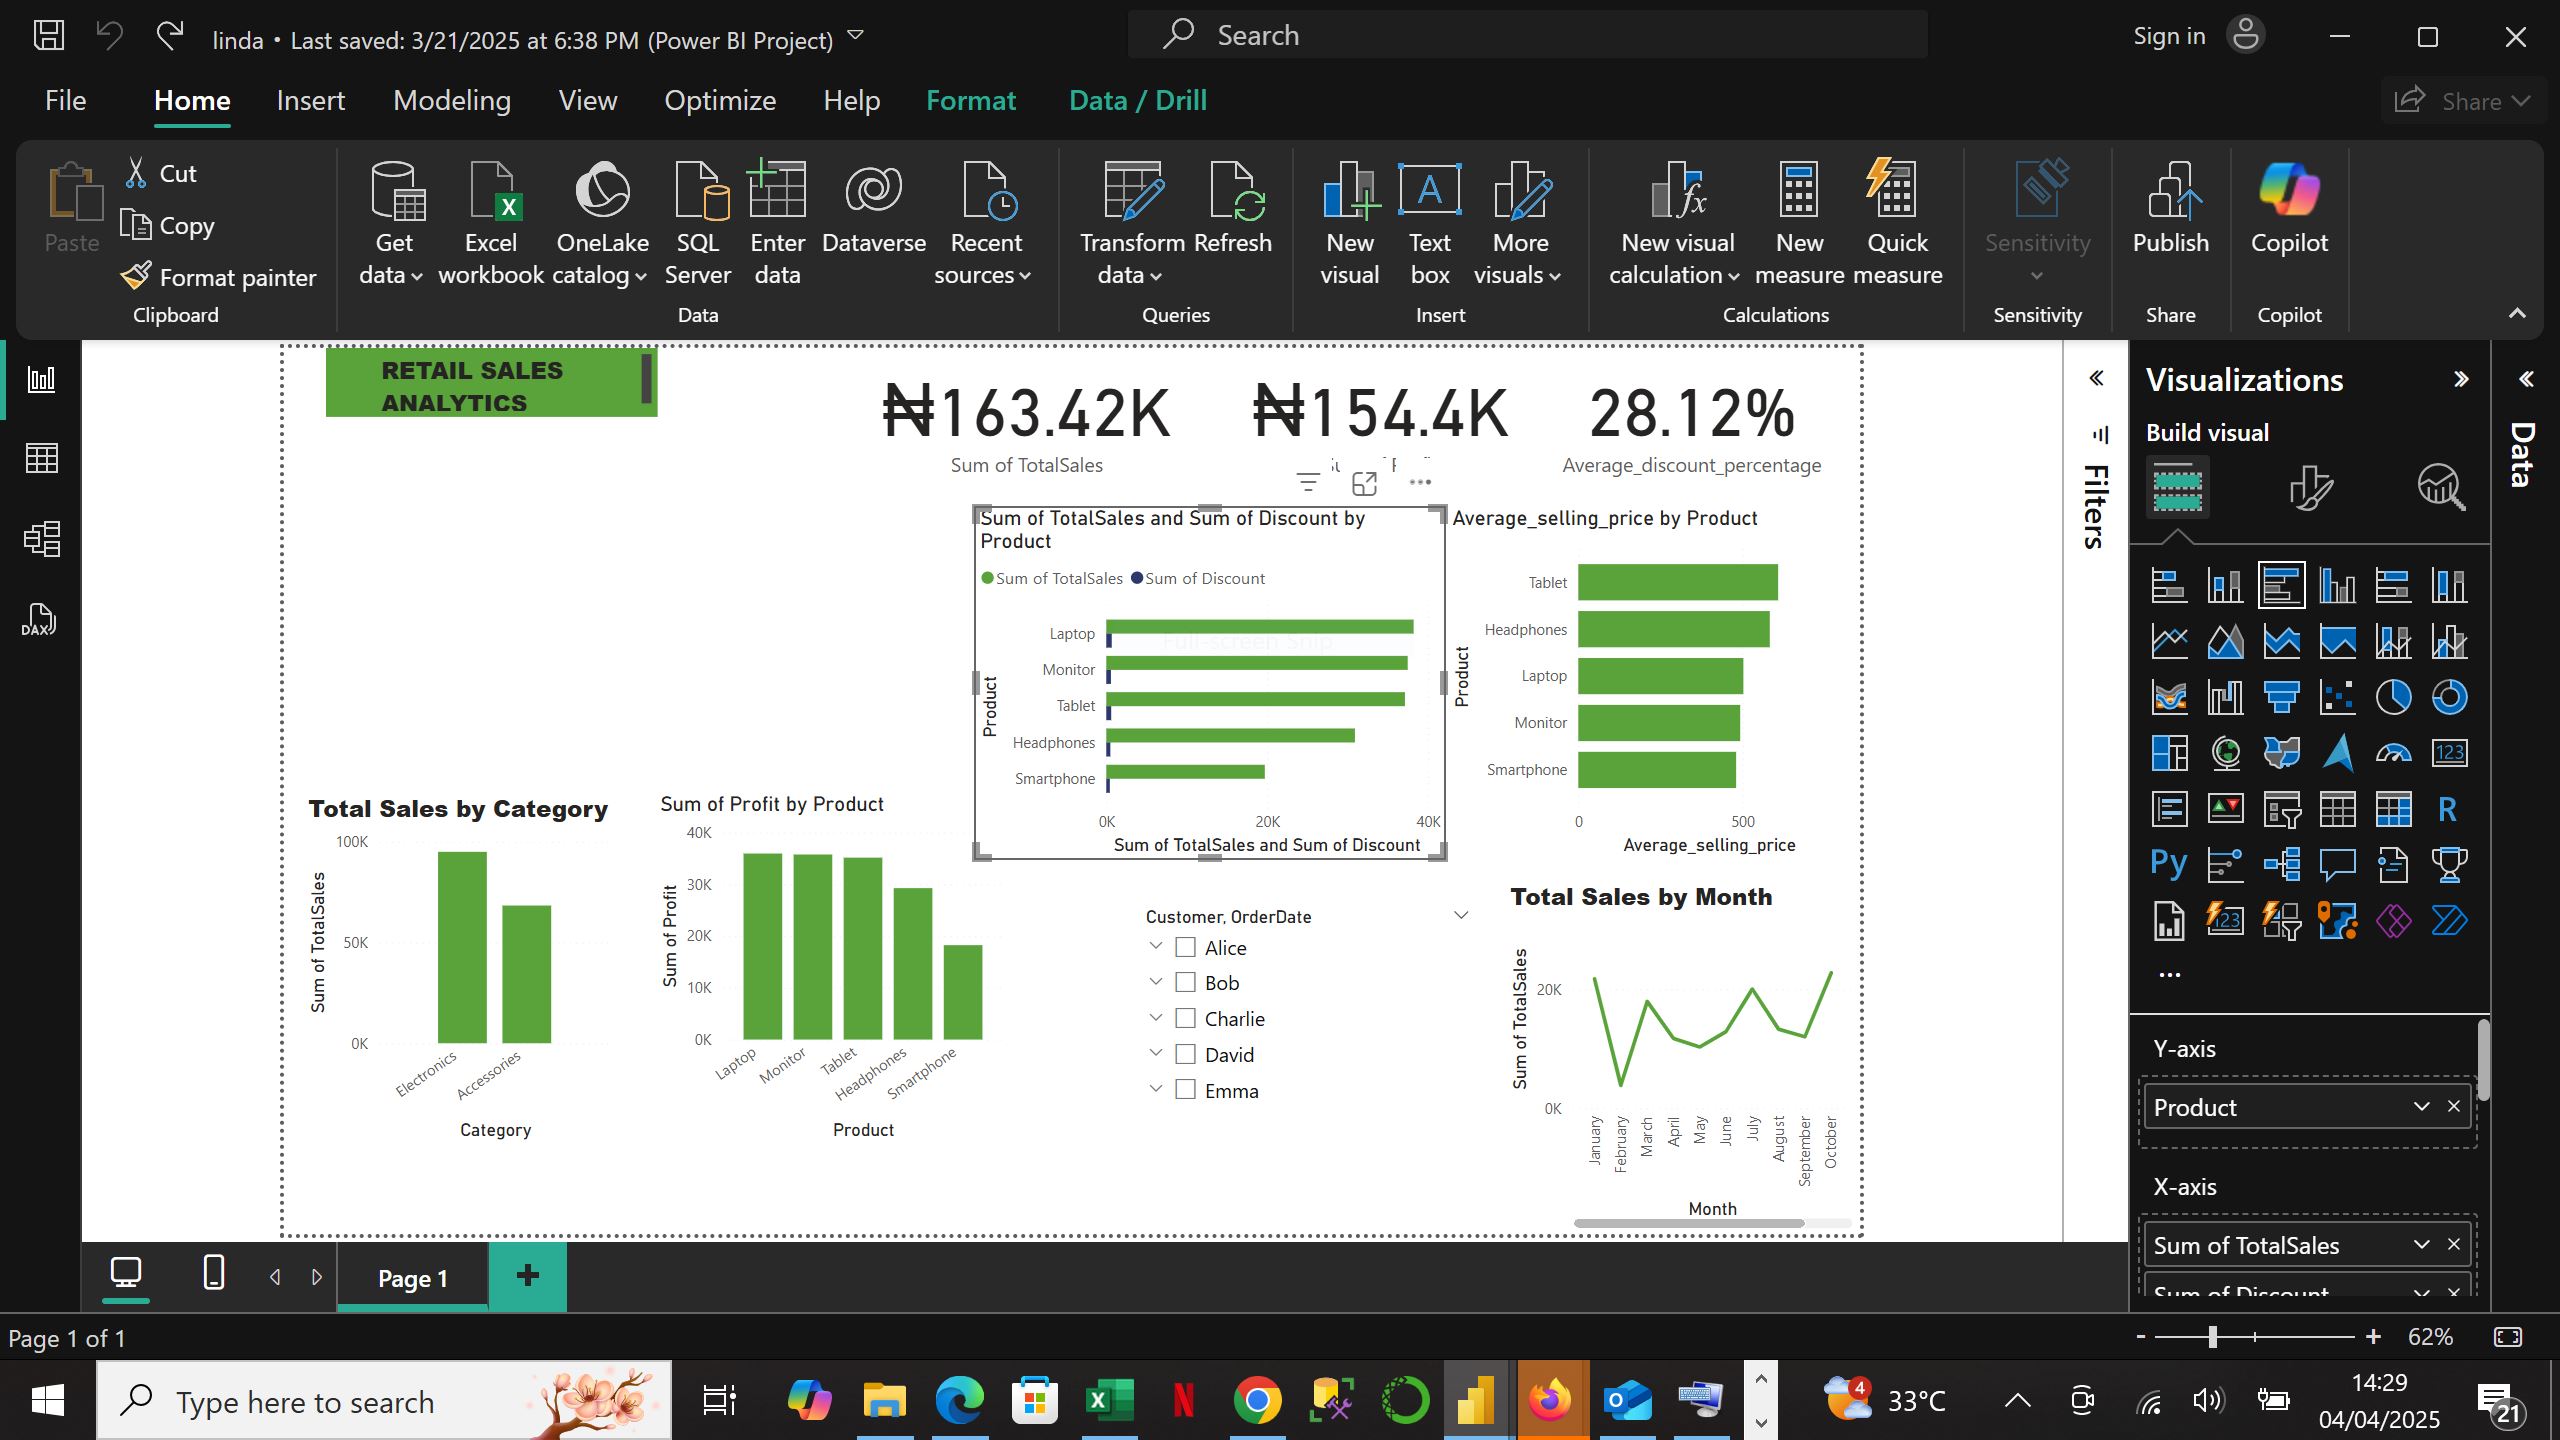 linda • Last saved: 3/21/2025 at 6:38 PM (Power BI Project)
Search
Sign in
File
Home
Insert
Modeling
View
Optimize
Help
Format
Data / Drill
Share
Paste
Cut
Copy
Format painter
Clipboard
Get data
Excel workbook
OneLake catalog
SQL Server
Enter data
Dataverse
Recent sources
Data
Transform data
Refresh
Queries
New visual
Text box
More visuals
Insert
New visual calculation
New measure
Quick measure
Calculations
Sensitivity
Sensitivity
Publish
Share
Copilot
Copilot
DAX
RETAIL SALES
ANALYTICS
₦163.42K
Sum of TotalSales
₦154.4K
28.12%
Average_discount_percentage
Sum of TotalSales and Sum of Discount by
Product
Sum of TotalSales
Sum of Discount
Full-screen Snip
Product
Laptop
Monitor
Tablet
Headphones
Smartphone
0K
20K
40K
Sum of TotalSales and Sum of Discount
Average_selling_price by Product
Product
Tablet
Headphones
Laptop
Monitor
Smartphone
0
500
Average_selling_price
Total Sales by Category
Sum of TotalSales
100K
50K
0K
Electronics
Accessories
Category
Sum of Profit by Product
Sum of Profit
40K
30K
20K
10K
0K
Laptop
Monitor
Tablet
Headphones
Smartphone
Product
Customer, OrderDate
Alice
Bob
Charlie
David
Emma
Total Sales by Month
Sum of TotalSales
20K
0K
January
February
March
April
May
June
July
August
September
October
Month
Filters
Visualizations
Build visual
123
R
Py
123
...
Y-axis
Product
X-axis
Sum of TotalSales
Sum of Discount
Data
Page 1
Page 1 of 1
62%
Type here to search
4
33°C
14:29
04/04/2025
21